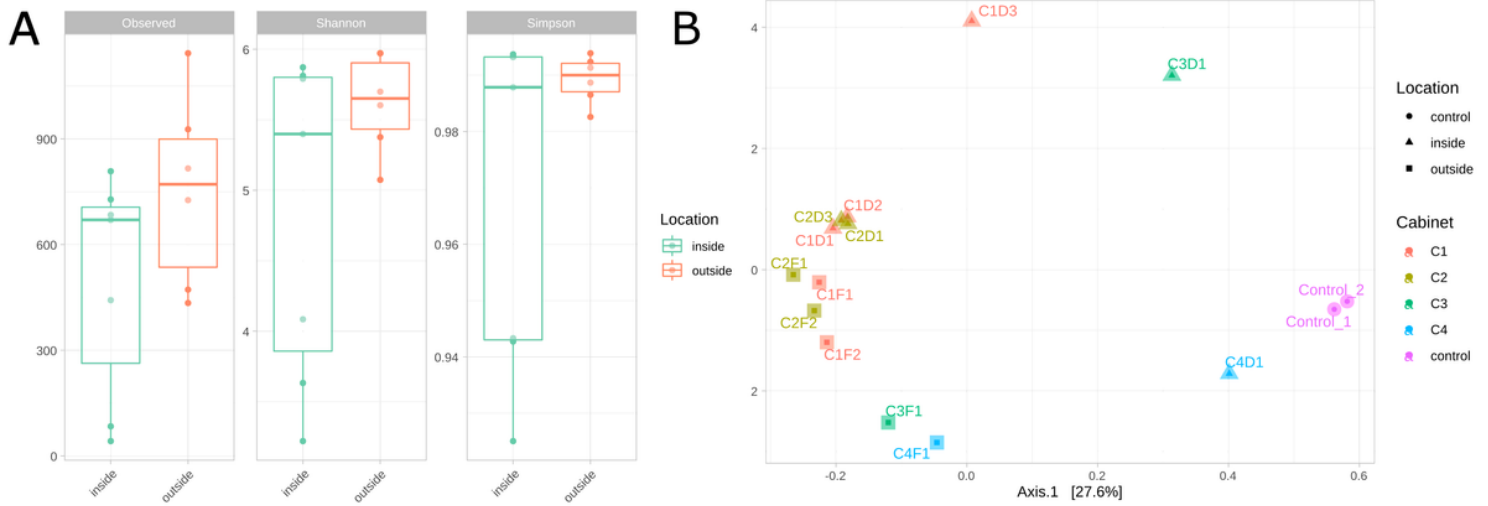 A
Observed
Shannon
Simpson
900
600
300
0
6
5
4
0.98
0.96
0.94
inside
outside
inside
outside
inside
outside
Location
inside
outside
B
4
2
0
2
-0.2
0.0
0.2
0.4
0.6
Axis.1 [27.6%]
C1D3
C3D1
C2D3
C1D2
C1D1
C2D1
C2E1
C1F1
C2F2
C1F2
C3F1
C4F1
Control_2
Control_1
C4D1
Location
control
inside
outside
Cabinet
C1
C2
C3
C4
control